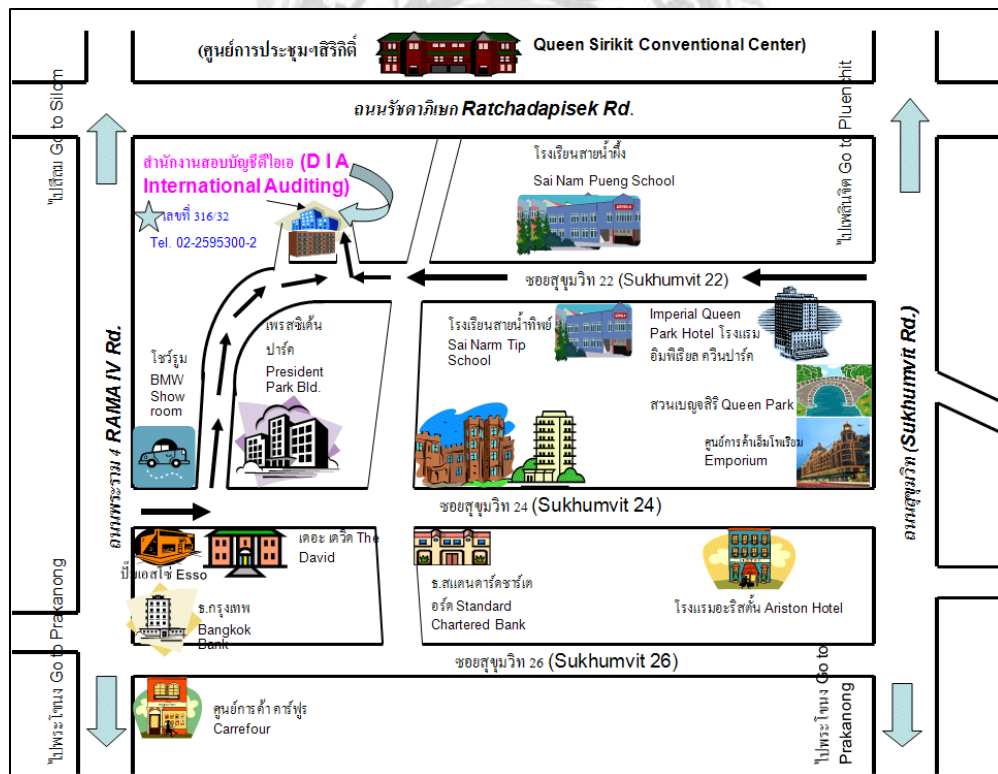 (ศูนย์การประชุมฯสิริกิติ์
Queen Sirikit Conventional Center)
ถนนรัชดาภิเษก Ratchadapisek Rd.
ไปสีลม Go to Silom
ไปเพลินจิต Go to Pluenchit
สำนักงานสอบบัญชีดีไอเอ (D I A
International Auditing)
เลขที่ 316/32
Tel. 02-2595300-2
โรงเรียนสายน้ำผึ้ง
Sai Nam Pueng School
ซอยสุขุมวิท 22 (Sukhumvit 22)
ถนนพระราม 4 RAMA IV Rd.
ถนนสุขุมวิท (Sukhumvit Rd.)
โชว์รูม
BMW
Show
room
เพรสซิเด้น
ปาร์ค
President
Park Bld.
โรงเรียนสายน้ำทิพย์
Sai Narm Tip
School
Imperial Queen
Park Hotel โรงแรม
อิมพีเรียล ควีนปาร์ค
สวนเบญจสิริ Queen Park
ศูนย์การค้าเอ็มโพเรียม
Emporium
ซอยสุขุมวิท 24 (Sukhumvit 24)
ปั๊มเอสโซ่ Esso
เดอะ เดวิด The
David
ธ.กรุงเทพ
Bangkok
Bank
ธ.สแตนดาร์ดชาร์เต
อร์ด Standard
Chartered Bank
โรงแรมอะริสตั้น Ariston Hotel
ซอยสุขุมวิท 26 (Sukhumvit 26)
ไปพระโขนง Go to Prakanong
ไปพระโขนง Go to
Prakanong
ศูนย์การค้า คาร์ฟูร
Carrefour